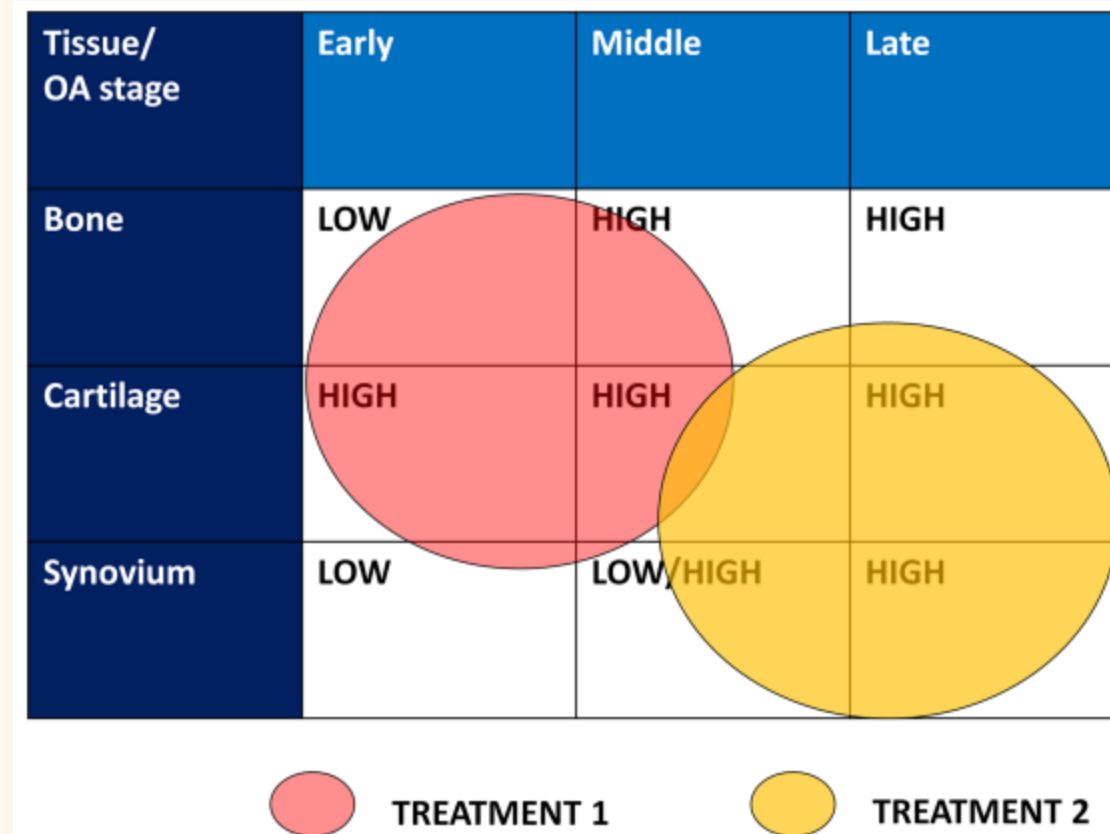 Tissue/ Early Middle Late
OA stage
Bone LOW HIGH HIGH
Cartilage HIGH HIGH HIGH
Synovium LOW LOW/HIGH HIGH
TREATMENT 1 TREATMENT 2